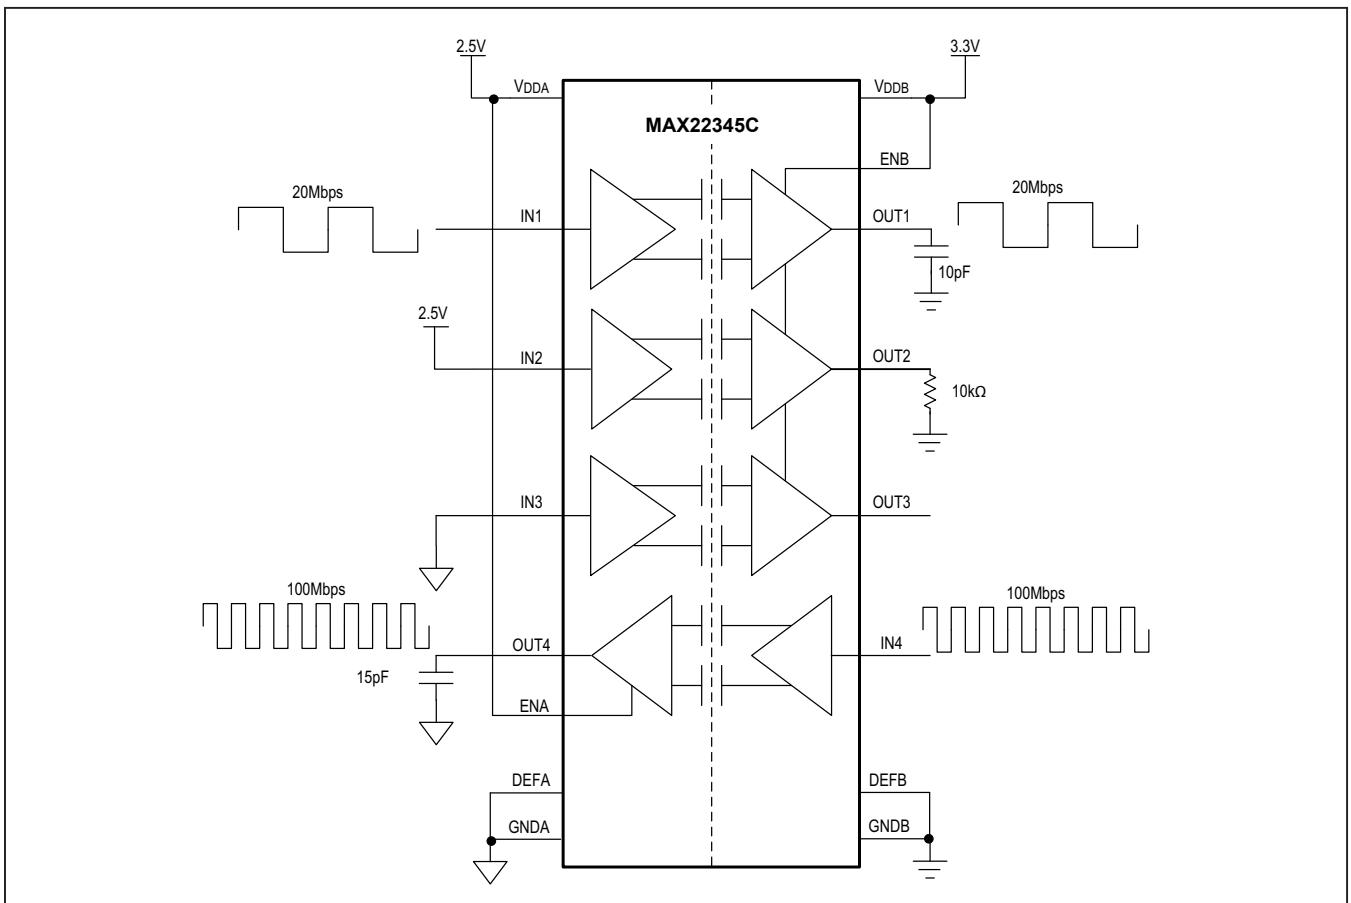 2.5V
3.3V
VDDA
VDDB
MAX22345C
ENB
20Mbps
20Mbps
IN1
OUT1
10pF
2.5V
IN2
OUT2
10kΩ
IN3
OUT3
100Mbps
100Mbps
OUT4
IN4
15pF
ENA
DEFA
DEFB
GNDA
GNDB